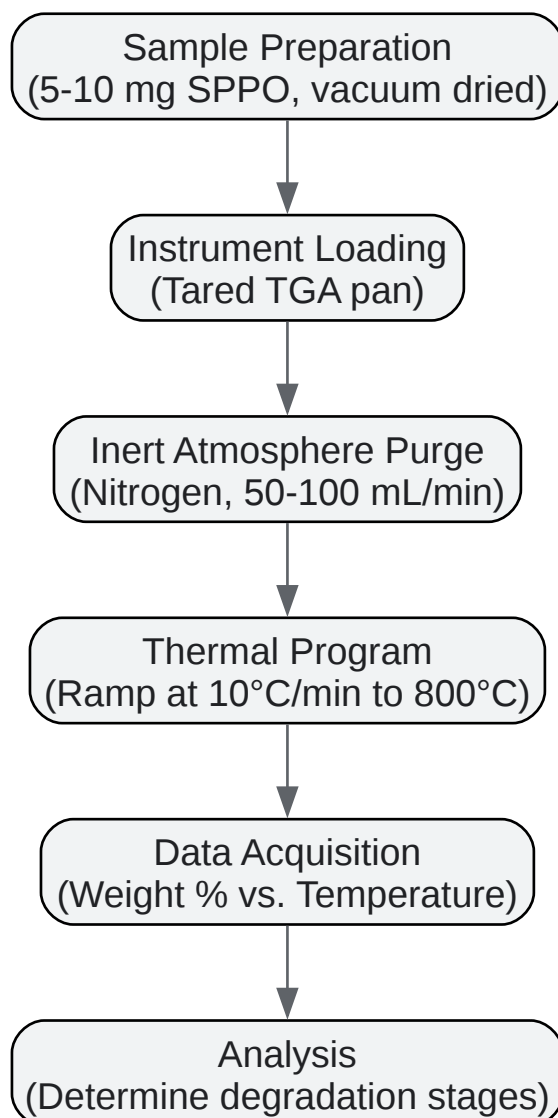 Sample Preparation
(5-10 mg SPPO, vacuum dried)
Instrument Loading
(Tared TGA pan)
Inert Atmosphere Purge
(Nitrogen, 50-100 mL/min)
Thermal Program
(Ramp at 10°C/min to 800°C)
Data Acquisition
(Weight % vs. Temperature)
Analysis
(Determine degradation stages)